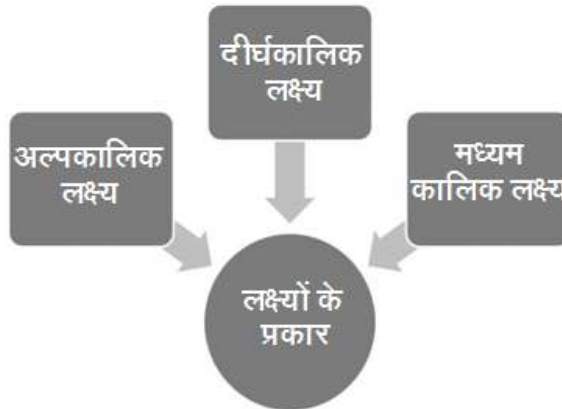 दीर्घकालिक
लक्ष्य
अल्पकालिक
लक्ष्य
मध्यम
कालिक लक्ष्य
लक्ष्यों के
प्रकार